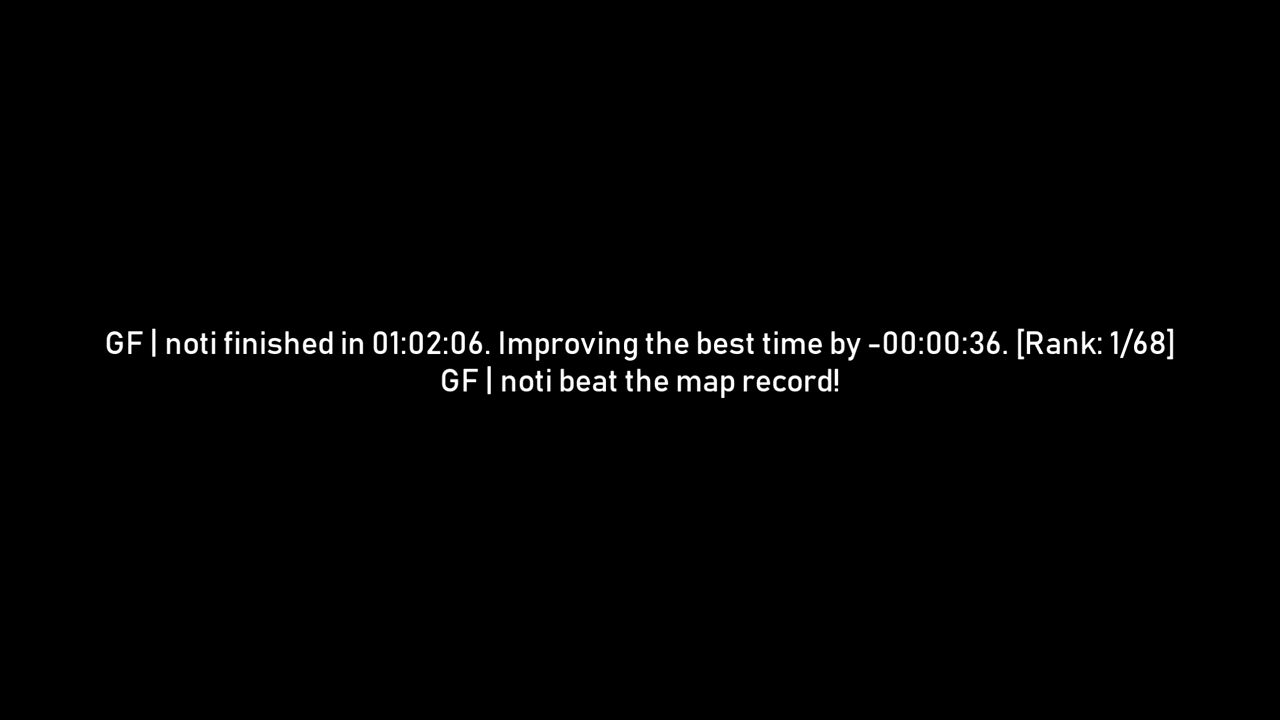 GF | noti finished in 01:02:06. Improving the best time by -00:00:36. [Rank: 1/68]
GF | noti beat the map record!